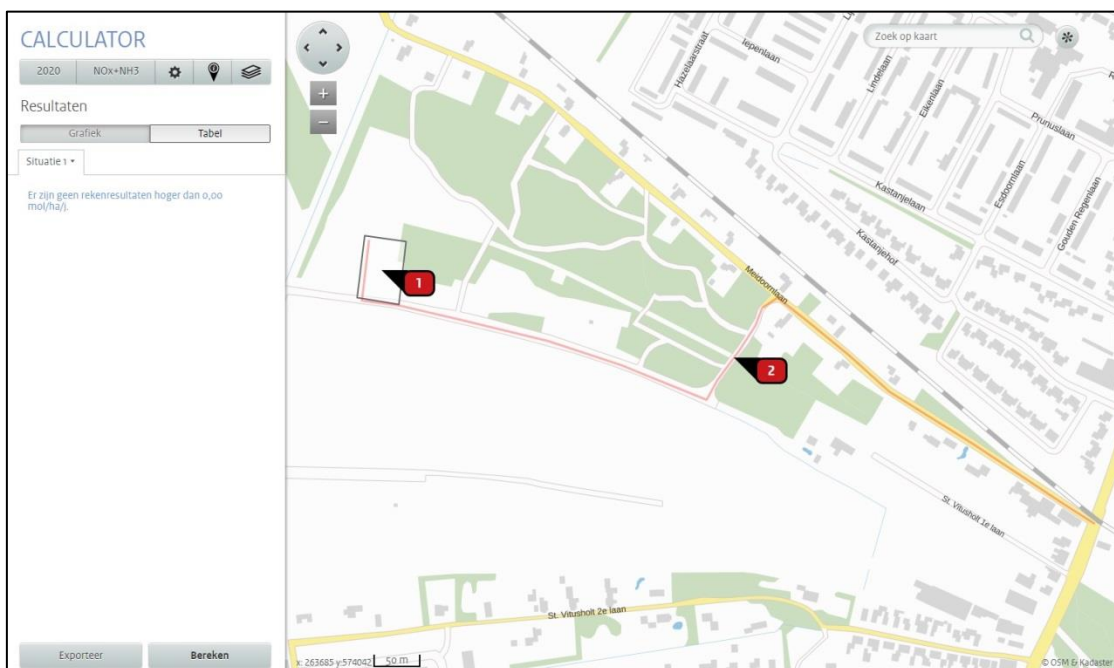 CALCULATOR
2020 NOx+NH3
Resultaten
Grafiek Tabel
Situatie 1
Er zijn geen rekenresultaten hoger dan 0,00
mol/ha/j.
Exporteer Bereken
+
−
Zoek op kaart
Hazelaarstraat
Iepenlaan
Lindelaan
Eikenlaan
Prunuslaan
Kastanjelaan
Esdoornlaan
Gouden Regenlaan
Kastanjehof
Meidoornlaan
1
2
St. Vitusholt 1e laan
St. Vitusholt 2e laan
x: 263685 y:574042 50 m
© OSM & Kadaster